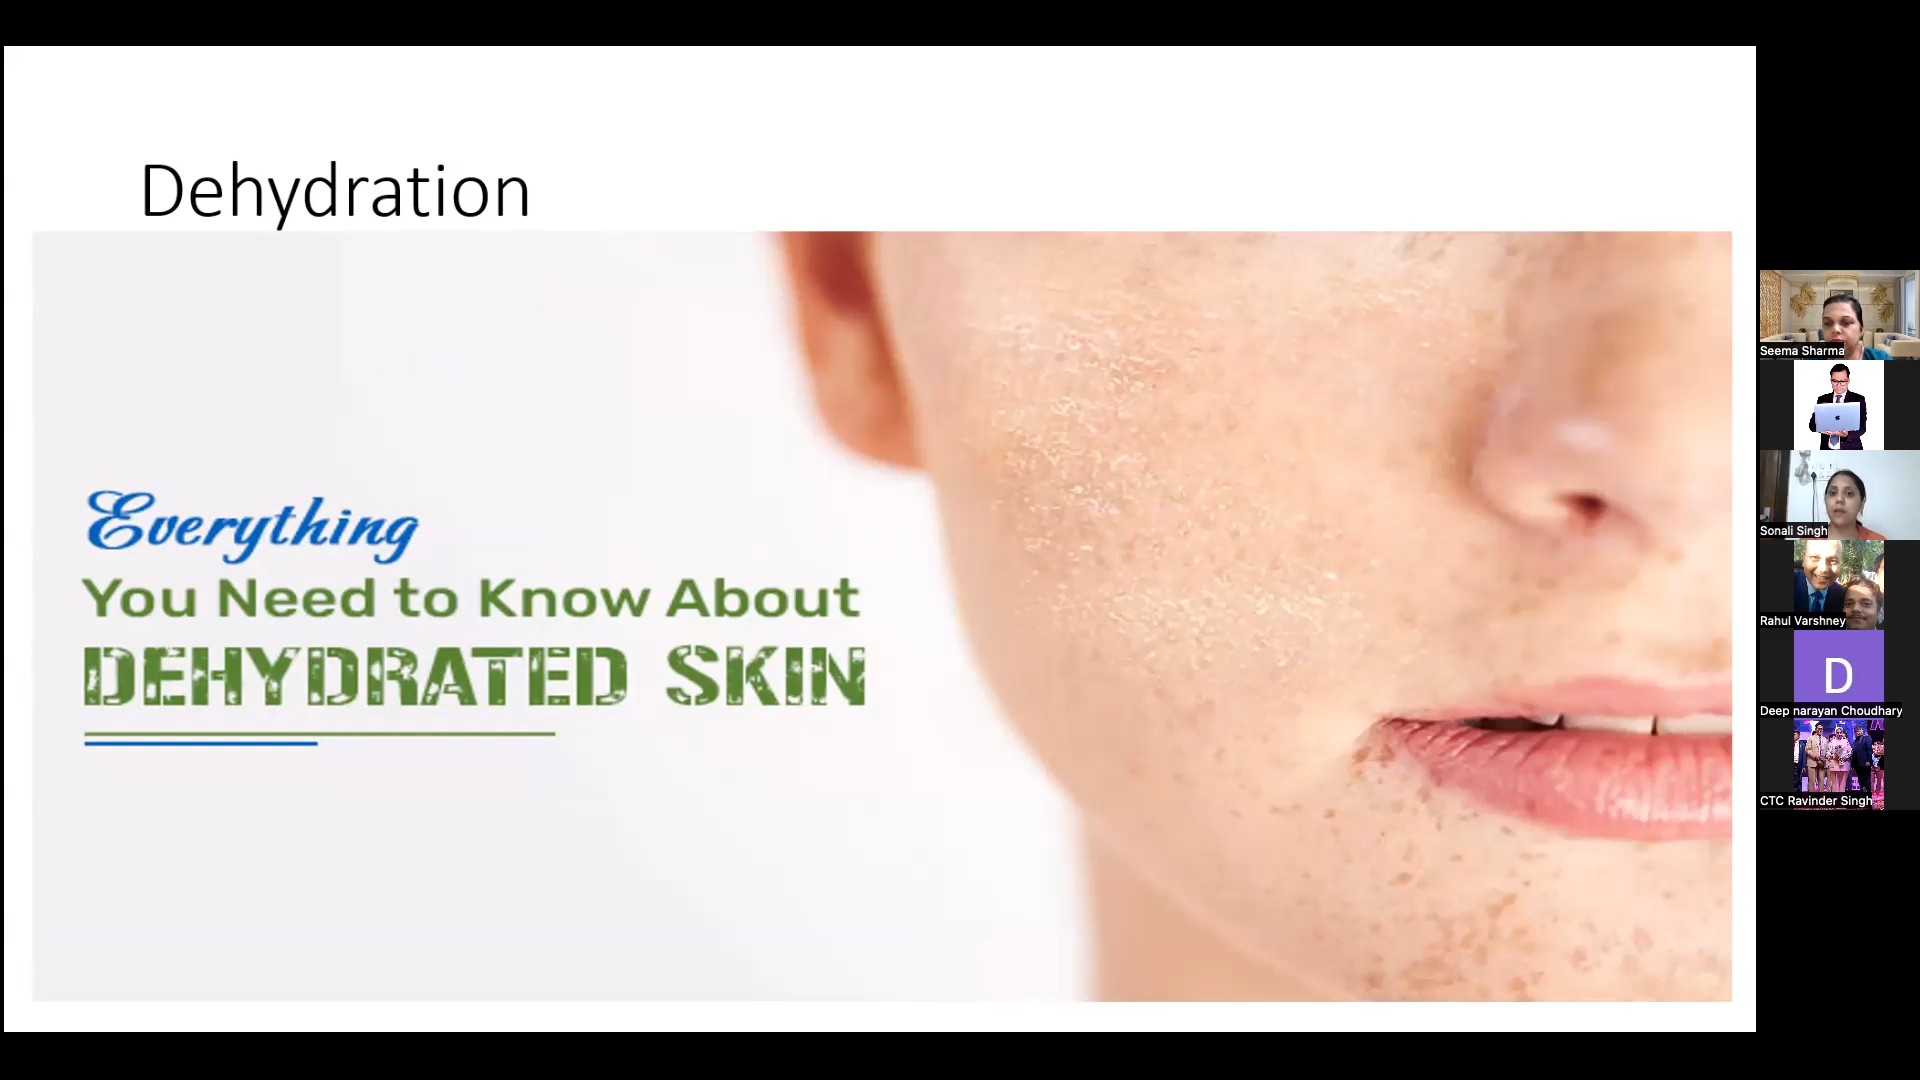 Dehydration
Everything
You Need to Know About
DEHYDRATED SKIN
Seema Sharma
Sonali Singh
Rahul Varshney
D
Deep narayan Choudhary
CTC Ravinder Singh